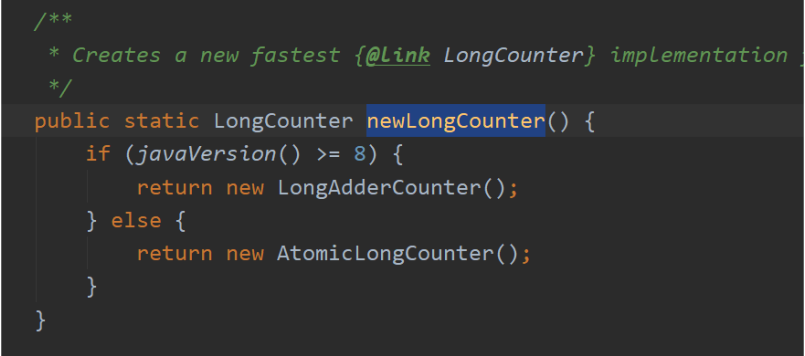 /**
 * Creates a new fastest {@link LongCounter} implementation
 */
public static LongCounter newLongCounter() {
    if (javaVersion() >= 8) {
        return new LongAdderCounter();
    } else {
        return new AtomicLongCounter();
    }
}